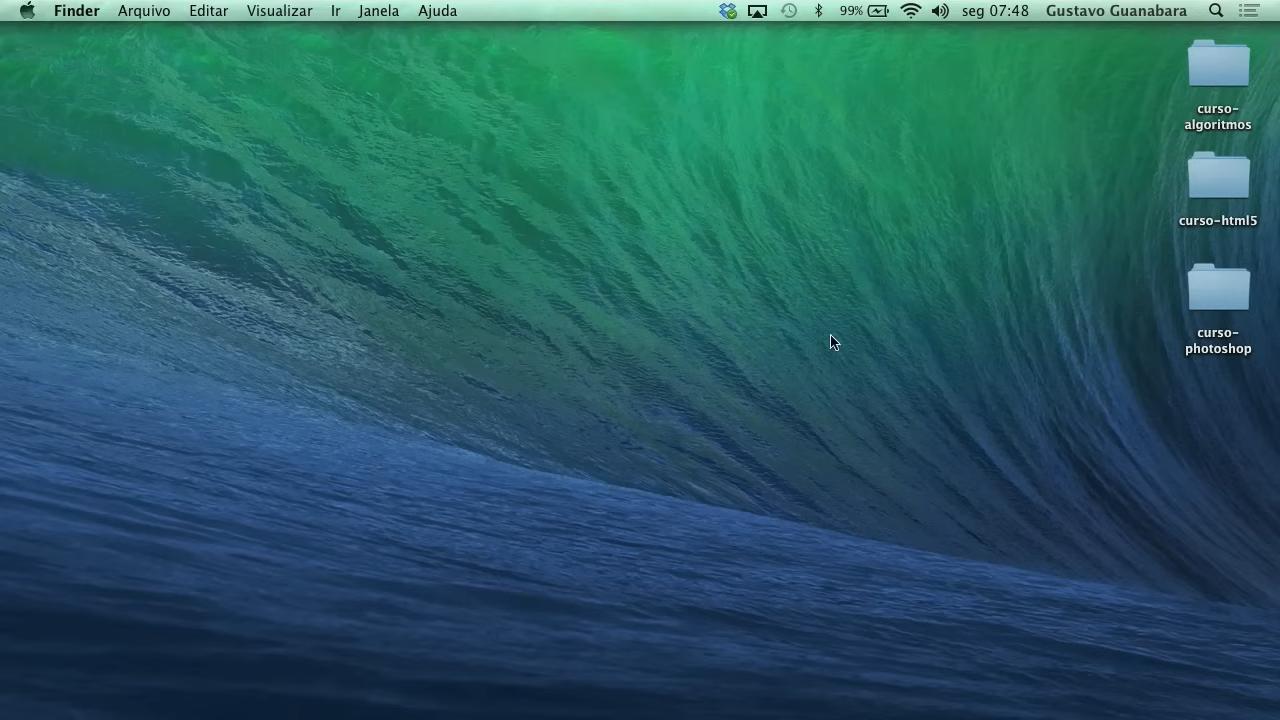 Finder Arquivo Editar Visualizar Ir Janela Ajuda 99% seg 07:48 Gustavo Guanabara
curso-
algoritmos
curso-html5
curso-
photoshop